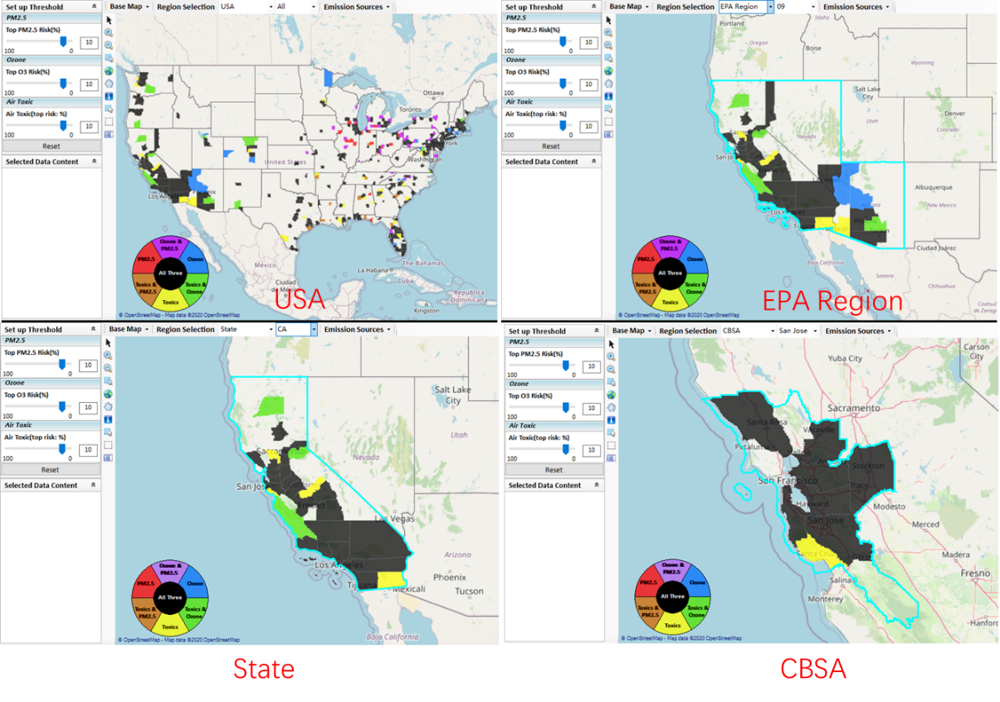 Set up Threshold
PM2.5
Top PM2.5 Risk(%)
10
100 0
Ozone
Top O3 Risk(%)
10
100 0
Air Toxic
Air Toxic(top risk: %)
10
100 0
Reset
Selected Data Content
Base Map Region Selection USA All Emission Sources
Ottawa
Toronto
United States
Washington
Los An
México
Ciudad
de México
La Habana
The Bahamas
Cuba
Republica
Dominicana
Kingston
Ozone &
PM2.5
PM2.5
Ozone
All Three
Toxics &
PM2.5
Toxics &
Ozone
Toxics
© OpenStreetMap - Map data ©2020 OpenStreetMap
USA
Set up Threshold
PM2.5
Top PM2.5 Risk(%)
10
100 0
Ozone
Top O3 Risk(%)
10
100 0
Air Toxic
Air Toxic(top risk: %)
10
100 0
Reset
Selected Data Content
Base Map Region Selection EPA Region 09 Emission Sources
Portland
Idaho
Oregon
Boise
Wyoming
Salt Lake
City
Utah
Denver
Colorado
Nevada
San Jo
Albuquerque
New Mexico
Ciudad Juárez
Baja California
Sonora
Chihuahua
Coahuil
de Zarag
Ozone &
PM2.5
PM2.5
Ozone
All Three
Toxics &
PM2.5
Toxics &
Ozone
Toxics
© OpenStreetMap - Map data ©2020 OpenStreetMap
EPA Region
Set up Threshold
PM2.5
Top PM2.5 Risk(%)
10
100 0
Ozone
Top O3 Risk(%)
10
100 0
Air Toxic
Air Toxic(top risk: %)
10
100 0
Reset
Selected Data Content
Base Map Region Selection State CA Emission Sources
Salt Lake
City
Utah
Nevada
Sacramento
San Jos
Fresno
Las Vegas
Los Angeles
Arizona
Phoenix
Tucson
Mexicali
Baja California
Ozone &
PM2.5
PM2.5
Ozone
All Three
Toxics &
PM2.5
Toxics &
Ozone
Toxics
© OpenStreetMap - Map data ©2020 OpenStreetMap
State
Set up Threshold
PM2.5
Top PM2.5 Risk(%)
10
100 0
Ozone
Top O3 Risk(%)
10
100 0
Air Toxic
Air Toxic(top risk: %)
10
100 0
Reset
Selected Data Content
Base Map Region Selection CBSA San Jose Emission Sources
Carson
City
Yuba City
Sacramento
Santa Rosa
Vacaville
Petaluma
Stockton
San Francisco
Tracy
Hayward
Modesto
San Jose
Merced
Santa Cruz
Madera
Salinas
Fresno
Monterey
Hanford
Ozone &
PM2.5
PM2.5
Ozone
All Three
Toxics &
PM2.5
Toxics &
Ozone
Toxics
© OpenStreetMap - Map data ©2020 OpenStreetMap
CBSA